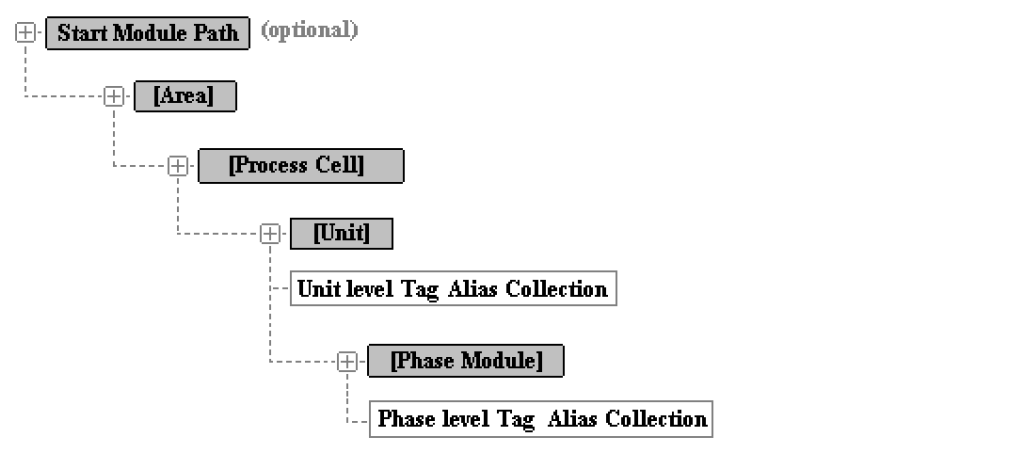 Start Module Path (optional)
[Area]
[Process Cell]
[Unit]
Unit level Tag Alias Collection
[Phase Module]
Phase level Tag Alias Collection